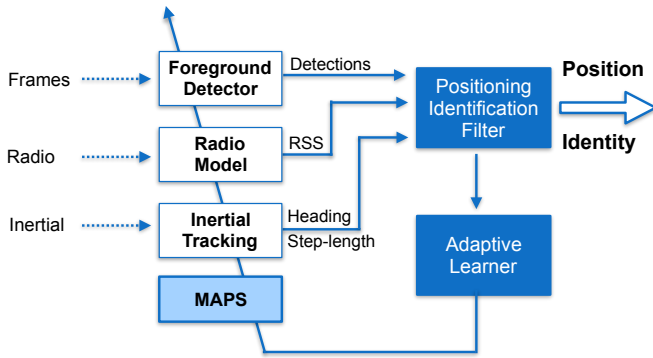 Frames
Foreground
Detector
Detections
Positioning
Identification
Filter
Position
Identity
Radio
Radio
Model
RSS
Inertial
Inertial
Tracking
Heading
Step-length
Adaptive
Learner
MAPS